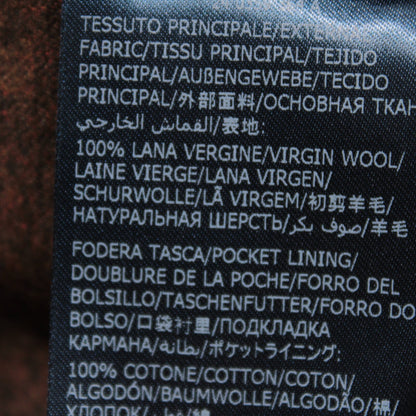 TESSUTO PRINCIPALE/EXTERNAL
FABRIC/TISSU PRINCIPAL/TEJIDO
PRINCIPAL/AUßENGEWEBE/TECIDO
PRINCIPAL/外部面料/ОСНОВНАЯ ТКАН
القماش الخارجي/表地:
100% LANA VERGINE/VIRGIN WOOL/
LAINE VIERGE/LANA VIRGEN/
SCHURWOLLE/LÃ VIRGEM/初剪羊毛/
НАТУРАЛЬНАЯ ШЕРСТЬ/صوف بكر/羊毛
FODERA TASCA/POCKET LINING/
DOUBLURE DE LA POCHE/FORRO DEL
BOLSILLO/TASCHENFUTTER/FORRO DO
BOLSO/口袋衬里/ПОДКЛАДКА
КАРМАНА/بطانة/ポケットライニング:
100% COTONE/COTTON/COTON/
ALGODÓN/BAUMWOLLE/ALGODÃO/棉/
ХЛОПОК/قطن/綿